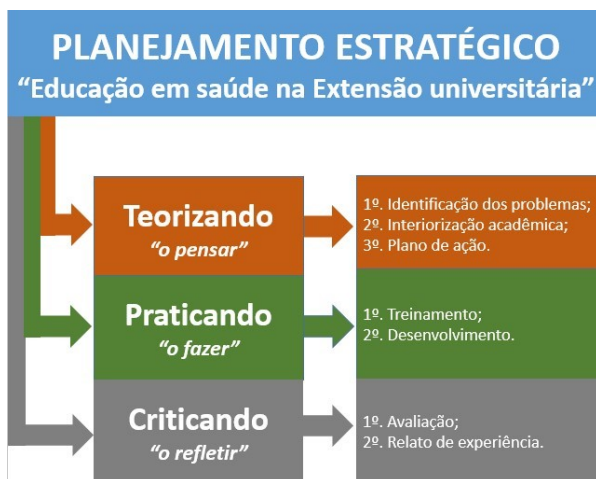 PLANEJAMENTO ESTRATÉGICO
“Educação em saúde na Extensão universitária”
Teorizando
“o pensar”
1º. Identificação dos problemas;
2º. Interiorização acadêmica;
3º. Plano de ação.
Praticando
“o fazer”
1º. Treinamento;
2º. Desenvolvimento.
Criticando
“o refletir”
1º. Avaliação;
2º. Relato de experiência.